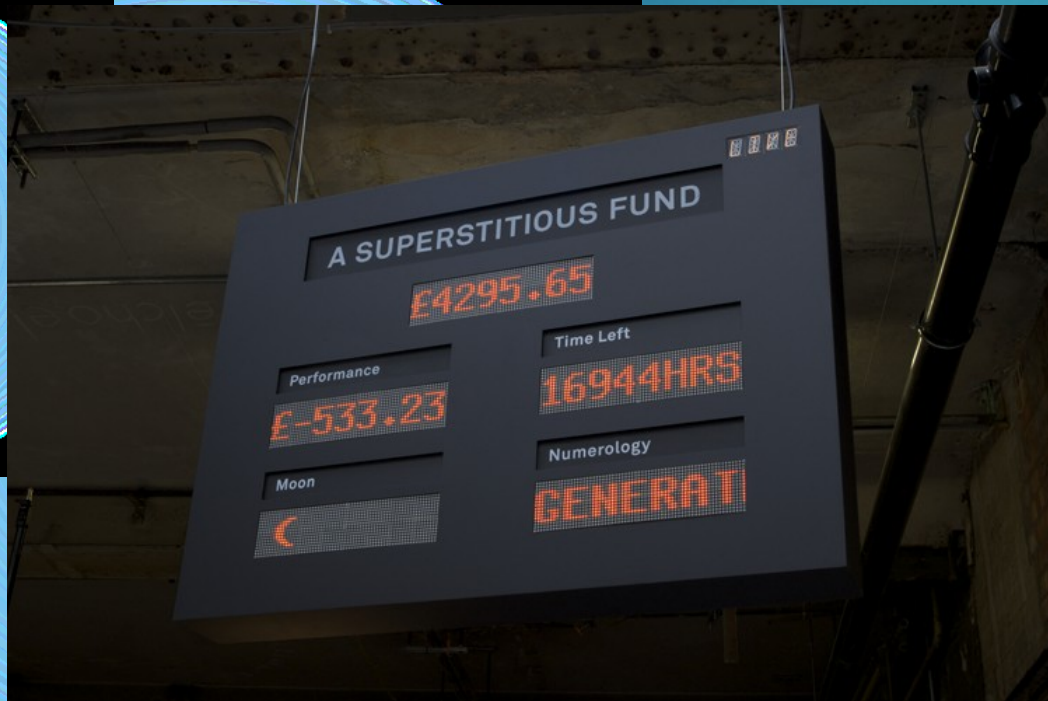 A SUPERSTITIOUS FUND
£4295.65
Time Left
16944HRS
Performance
£-533.23
Numerology
GENERAT
Moon